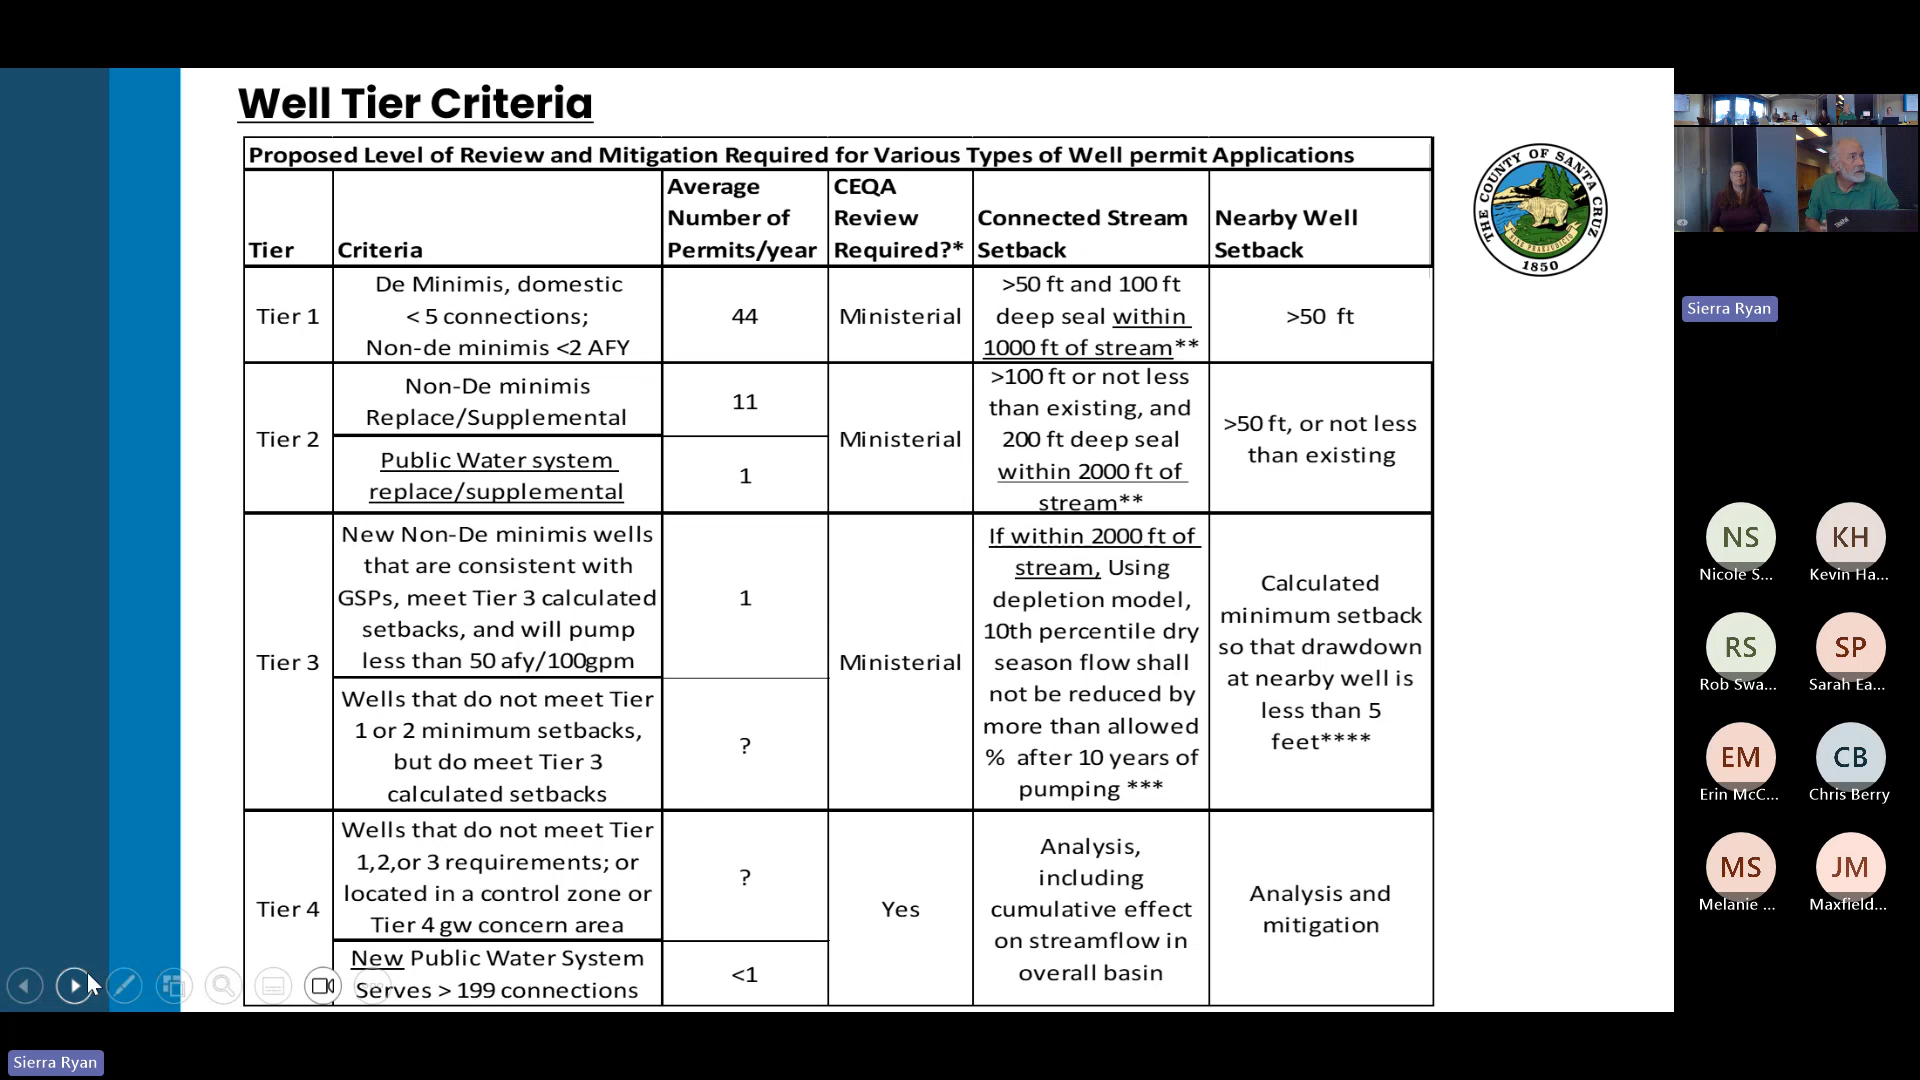 Well Tier Criteria
Proposed Level of Review and Mitigation Required for Various Types of Well permit Applications
Tier
Criteria
Average
Number of
Permits/year
CEQA
Review
Required?*
Connected Stream
Setback
Nearby Well
Setback
Tier 1
De Minimis, domestic
< 5 connections;
Non-de minimis <2 AFY
44
Ministerial
>50 ft and 100 ft
deep seal within
1000 ft of stream**
>50 ft
Tier 2
Non-De minimis
Replace/Supplemental
11
Public Water system
replace/supplemental
1
Ministerial
>100 ft or not less
than existing, and
200 ft deep seal
within 2000 ft of
stream**
>50 ft, or not less
than existing
Tier 3
New Non-De minimis wells
that are consistent with
GSPs, meet Tier 3 calculated
setbacks, and will pump
less than 50 afy/100gpm
1
Wells that do not meet Tier
1 or 2 minimum setbacks,
but do meet Tier 3
calculated setbacks
?
Ministerial
If within 2000 ft of
stream, Using
depletion model,
10th percentile dry
season flow shall
not be reduced by
more than allowed
% after 10 years of
pumping ***
Calculated
minimum setback
so that drawdown
at nearby well is
less than 5
feet****
Tier 4
Wells that do not meet Tier
1,2,or 3 requirements; or
located in a control zone or
Tier 4 gw concern area
?
New Public Water System
Serves > 199 connections
<1
Yes
Analysis,
including
cumulative effect
on streamflow in
overall basin
Analysis and
mitigation
THE COUNTY OF SANTA CRUZ
1850
Sierra Ryan
NS
Nicole S...
KH
Kevin Ha...
RS
Rob Swa...
SP
Sarah Ea...
EM
Erin McC...
CB
Chris Berry
MS
Melanie ...
JM
Maxfield...
Sierra Ryan